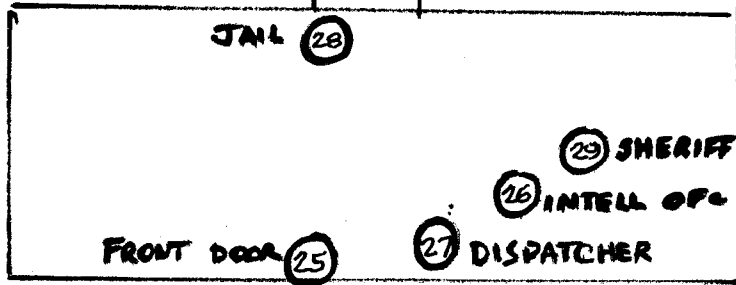 JAIL 28
29 SHERIFF
26 INTELL OFC
FRONT DOOR 25
27 DISPATCHER